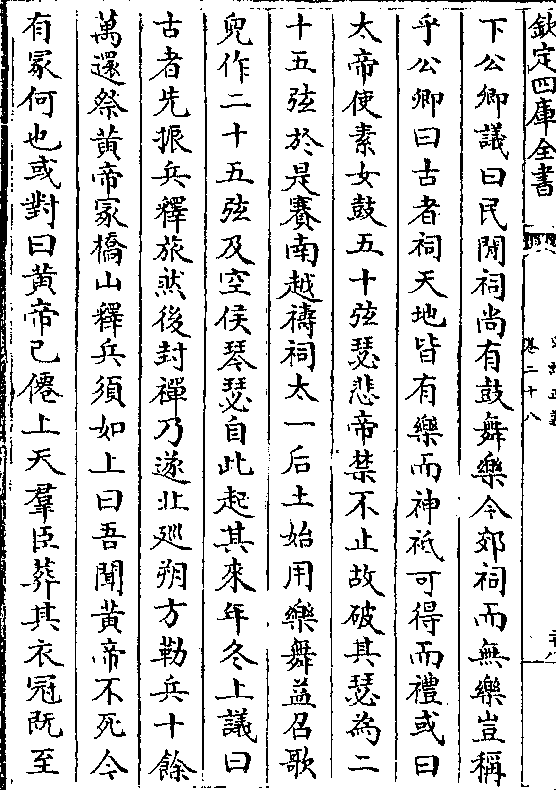 欽定四庫全書
卷二十八
下公卿議曰民閒祠尚有鼓舞樂今郊祠而無樂豈稱
乎公卿曰古者祠天地皆有樂而神祗可得而禮或曰
太帝使素女鼓五十弦瑟悲帝禁不止故破其瑟為二
十五弦於是賽南越禱祠太一后土始用樂舞益召歌
兒作二十五弦及空侯琴瑟自此起其來年冬上議曰
古者先振兵釋旅然後封禪乃遂北廵朔方勒兵十餘
萬還祭黃帝冢橋山釋兵須如上曰吾聞黃帝不死今
有冢何也或對曰黃帝已僊上天羣臣葬其衣冠旣至